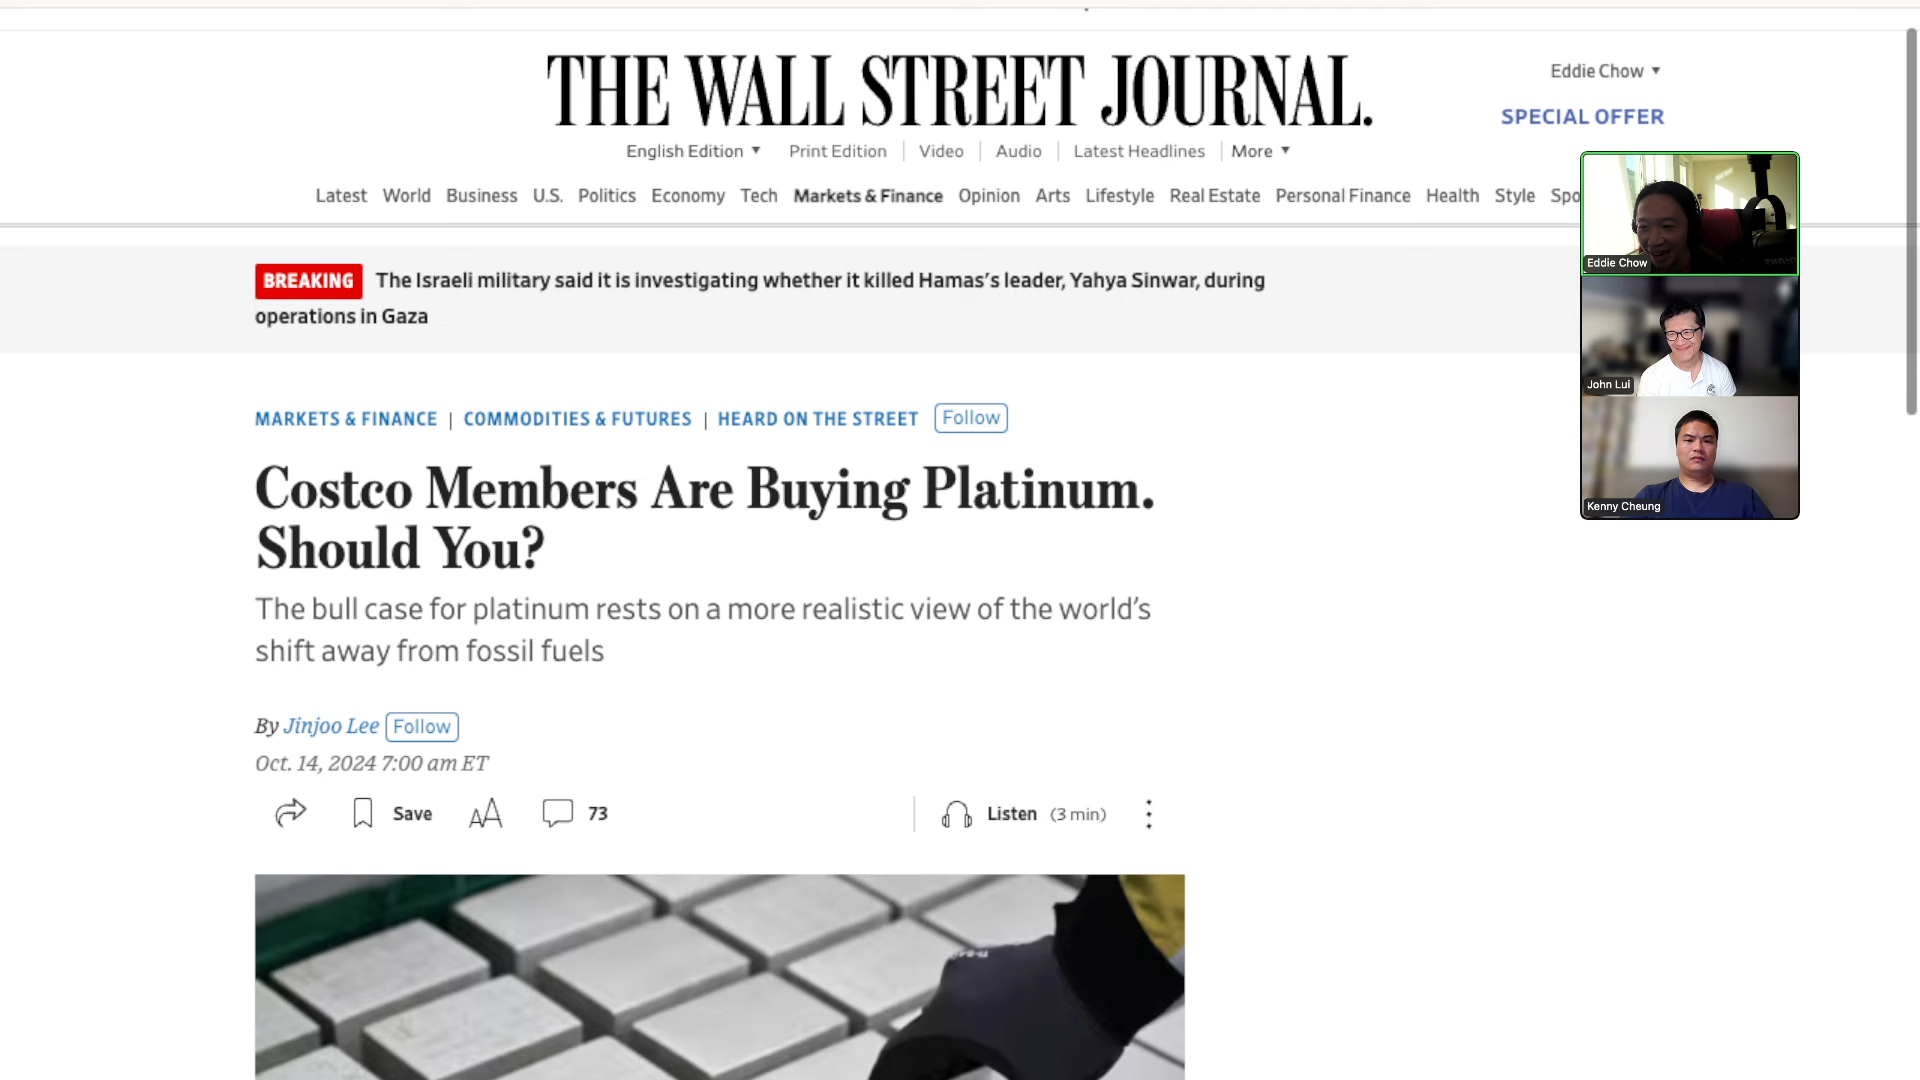 THE WALL STREET JOURNAL.
Eddie Chow
SPECIAL OFFER
English Edition Print Edition Video Audio Latest Headlines More
Latest World Business U.S. Politics Economy Tech Markets & Finance Opinion Arts Lifestyle Real Estate Personal Finance Health Style Spo
BREAKING The Israeli military said it is investigating whether it killed Hamas's leader, Yahya Sinwar, during
operations in Gaza
Eddie Chow
John Lui
Kenny Cheung
MARKETS & FINANCE | COMMODITIES & FUTURES | HEARD ON THE STREET Follow
Costco Members Are Buying Platinum.
Should You?
The bull case for platinum rests on a more realistic view of the world's
shift away from fossil fuels
By Jinjoo Lee Follow
Oct. 14, 2024 7:00 am ET
Save AA 73 Listen (3 min)